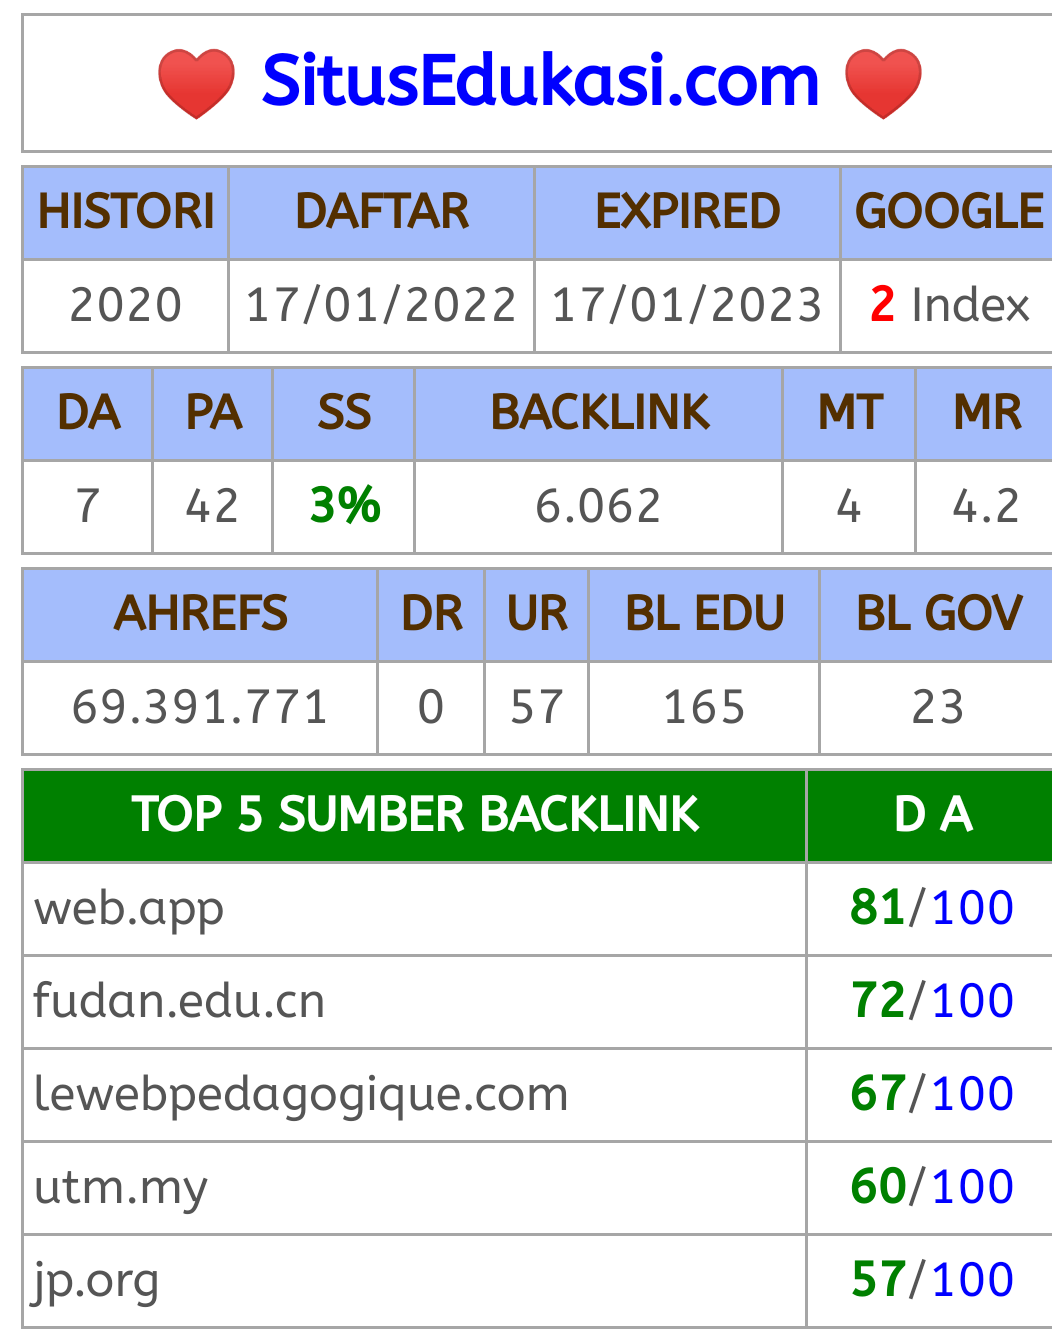 SitusEdukasi.com
HISTORI DAFTAR EXPIRED GOOGLE
2020 17/01/2022 17/01/2023 2 Index
DA PA SS BACKLINK MT MR
7 42 3% 6.062 4 4.2
AHREFS DR UR BL EDU BL GOV
69.391.771 0 57 165 23
TOP 5 SUMBER BACKLINK D A
web.app 81/100
fudan.edu.cn 72/100
lewebpedagogique.com 67/100
utm.my 60/100
jp.org 57/100